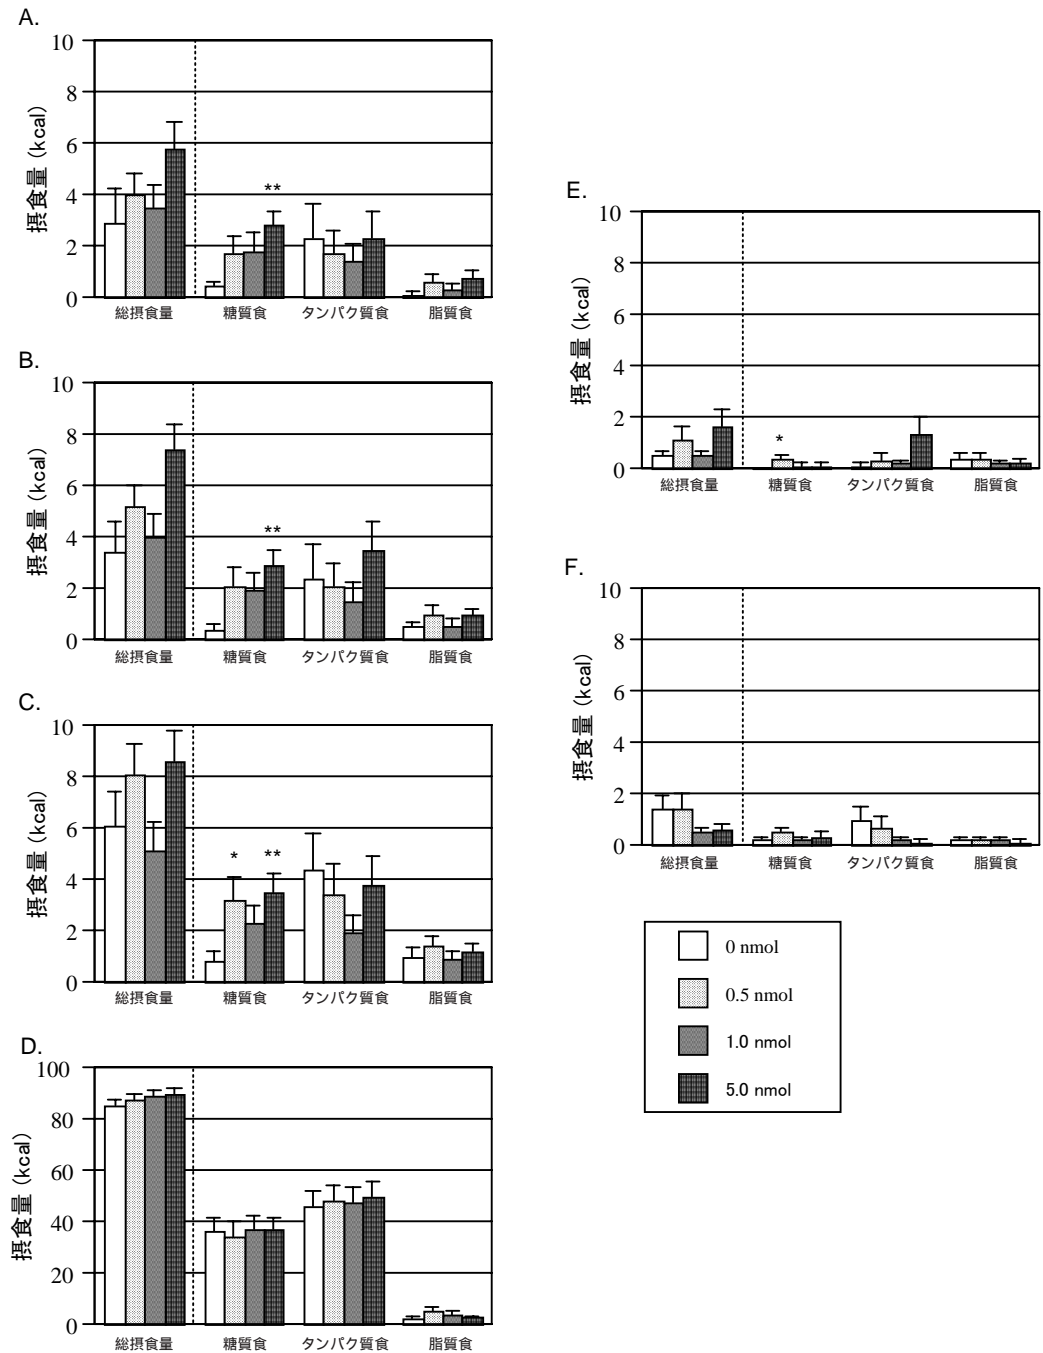 A.
摂食量 (kcal)
10
8
6
4
2
0
**
総摂食量 糖質食 タンパク質食 脂質食
B.
摂食量 (kcal)
10
8
6
4
2
0
**
総摂食量 糖質食 タンパク質食 脂質食
C.
摂食量 (kcal)
10
8
6
4
2
0
* **
総摂食量 糖質食 タンパク質食 脂質食
D.
摂食量 (kcal)
100
80
60
40
20
0
総摂食量 糖質食 タンパク質食 脂質食
E.
摂食量 (kcal)
10
8
6
4
2
0
*
総摂食量 糖質食 タンパク質食 脂質食
F.
摂食量 (kcal)
10
8
6
4
2
0
総摂食量 糖質食 タンパク質食 脂質食
0 nmol
0.5 nmol
1.0 nmol
5.0 nmol